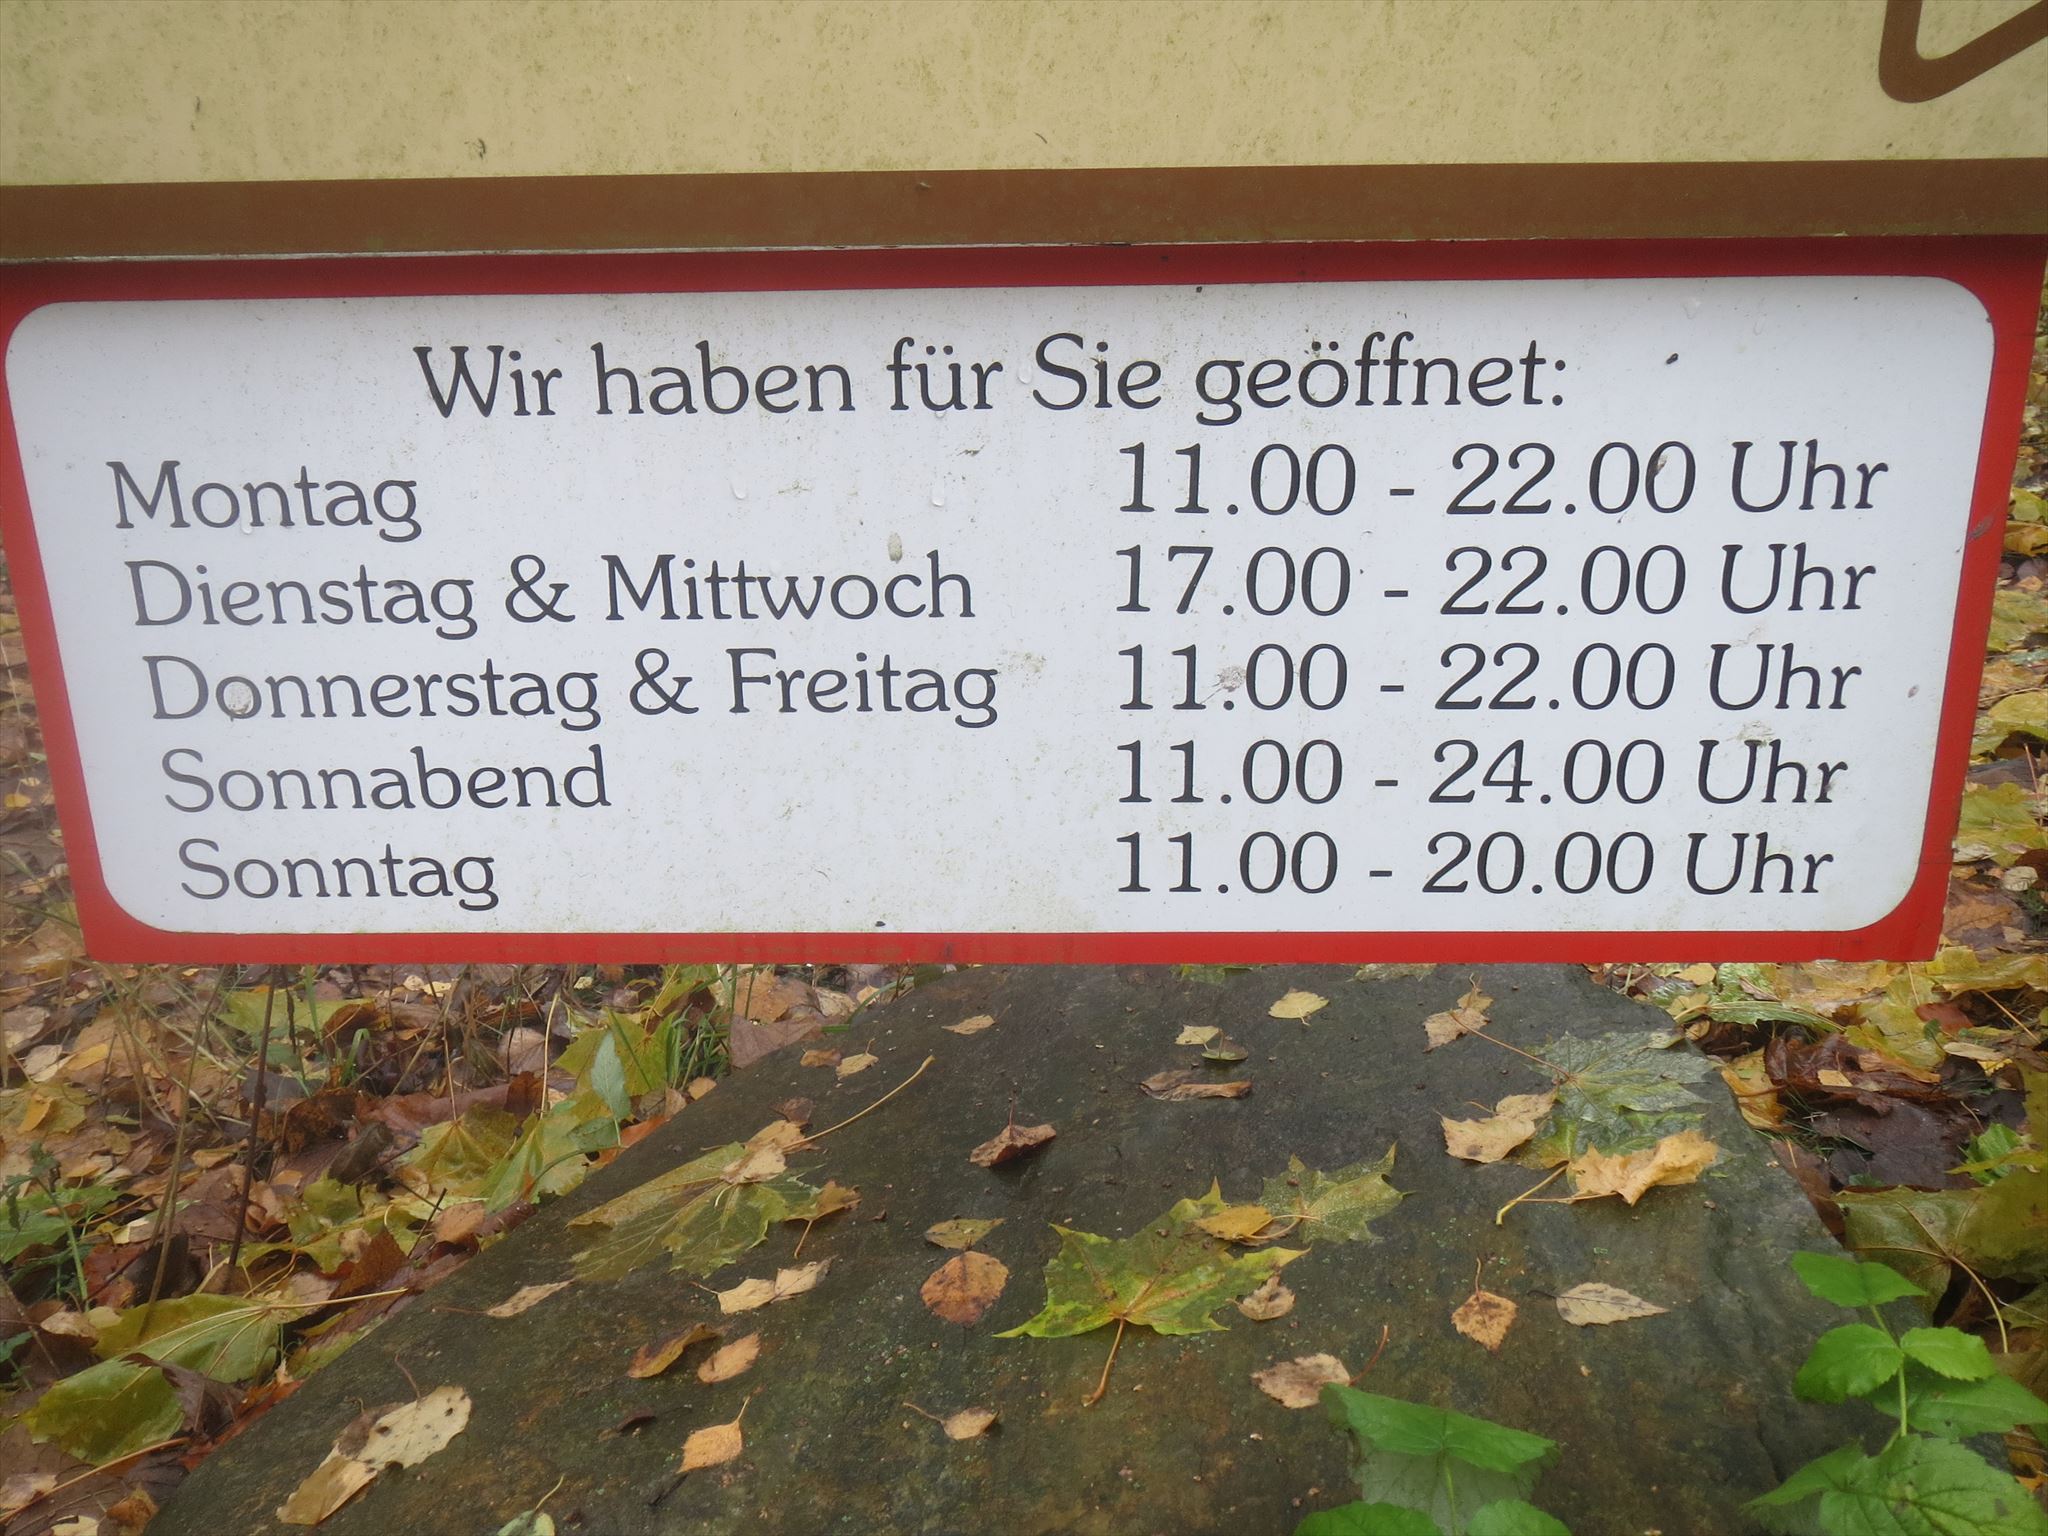 Wir haben für Sie geöffnet:
Montag 11.00 - 22.00 Uhr
Dienstag & Mittwoch 17.00 - 22.00 Uhr
Donnerstag & Freitag 11.00 - 22.00 Uhr
Sonnabend 11.00 - 24.00 Uhr
Sonntag 11.00 - 20.00 Uhr